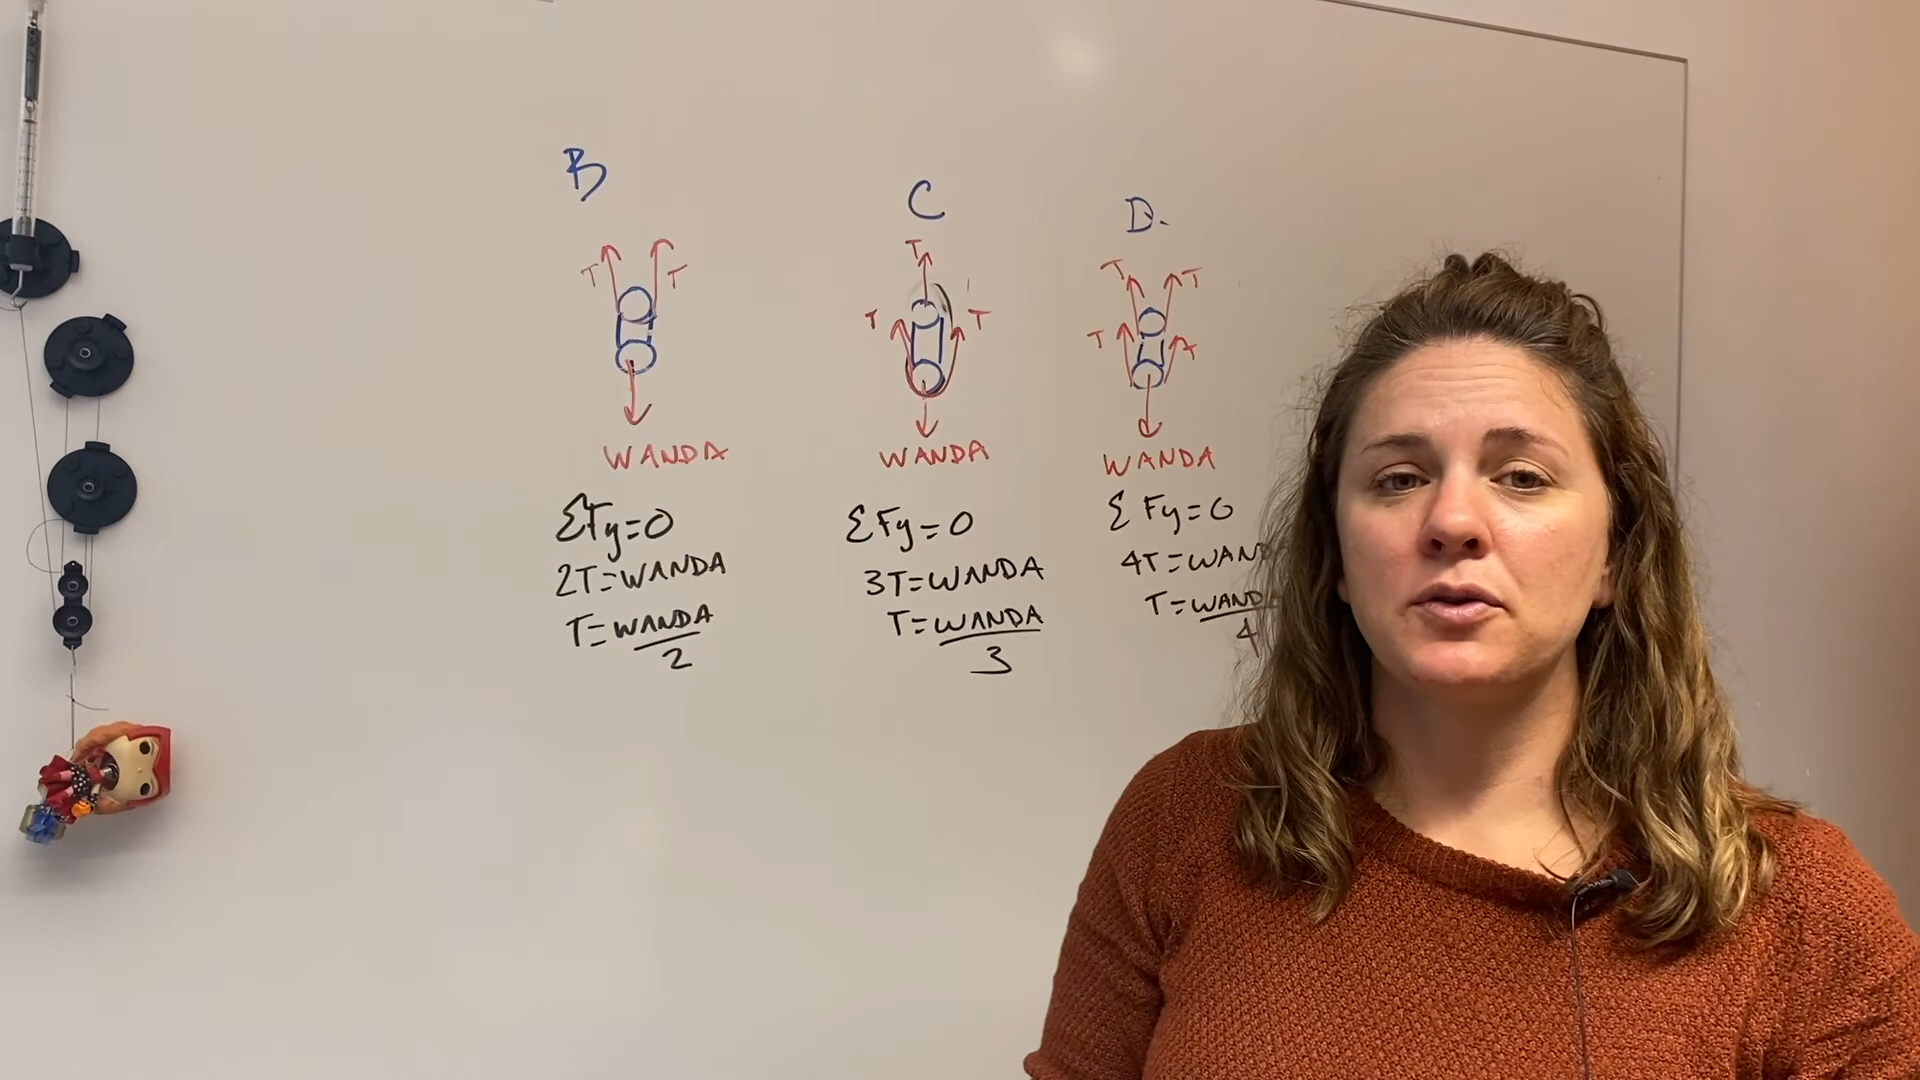 B
T T
WANDA
ΣFy=0
2T=WANDA
T=WANDA
2
C
T
T T
WANDA
ΣFy=0
3T=WANDA
T=WANDA
3
D.
T T
T
WANDA
ΣFy=0
4T=WAND
T=WAND
4